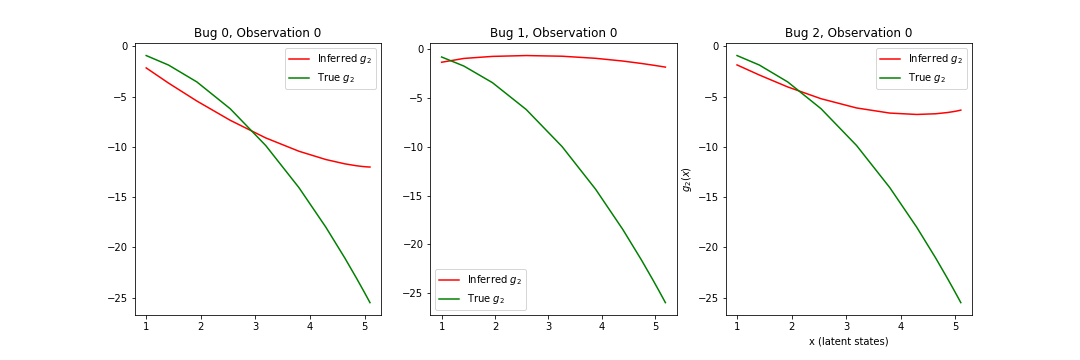 Bug 0, Observation 0
0
−5
−10
−15
−20
−25
1 2 3 4 5
Inferred g₂
True g₂
Bug 1, Observation 0
0
−5
−10
−15
−20
−25
1 2 3 4 5
Inferred g₂
True g₂
Bug 2, Observation 0
g₂(x)
0
−5
−10
−15
−20
−25
1 2 3 4 5
x (latent states)
Inferred g₂
True g₂